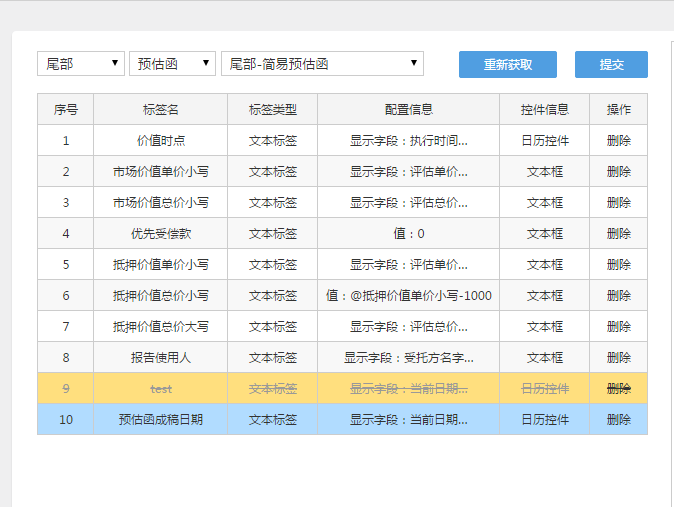 尾部 预估函 尾部-简易预估函 重新获取 提交
序号 标签名 标签类型 配置信息 控件信息 操作
1 价值时点 文本标签 显示字段：执行时间... 日历控件 删除
2 市场价值单价小写 文本标签 显示字段：评估单价... 文本框 删除
3 市场价值总价小写 文本标签 显示字段：评估总价... 文本框 删除
4 优先受偿款 文本标签 值：0 文本框 删除
5 抵押价值单价小写 文本标签 显示字段：评估单价... 文本框 删除
6 抵押价值总价小写 文本标签 值：@抵押价值单价小写-1000 文本框 删除
7 抵押价值总价大写 文本标签 显示字段：评估总价... 文本框 删除
8 报告使用人 文本标签 显示字段：受托方名字... 文本框 删除
9 test 文本标签 显示字段：当前日期... 日历控件 删除
10 预估函成稿日期 文本标签 显示字段：当前日期... 日历控件 删除